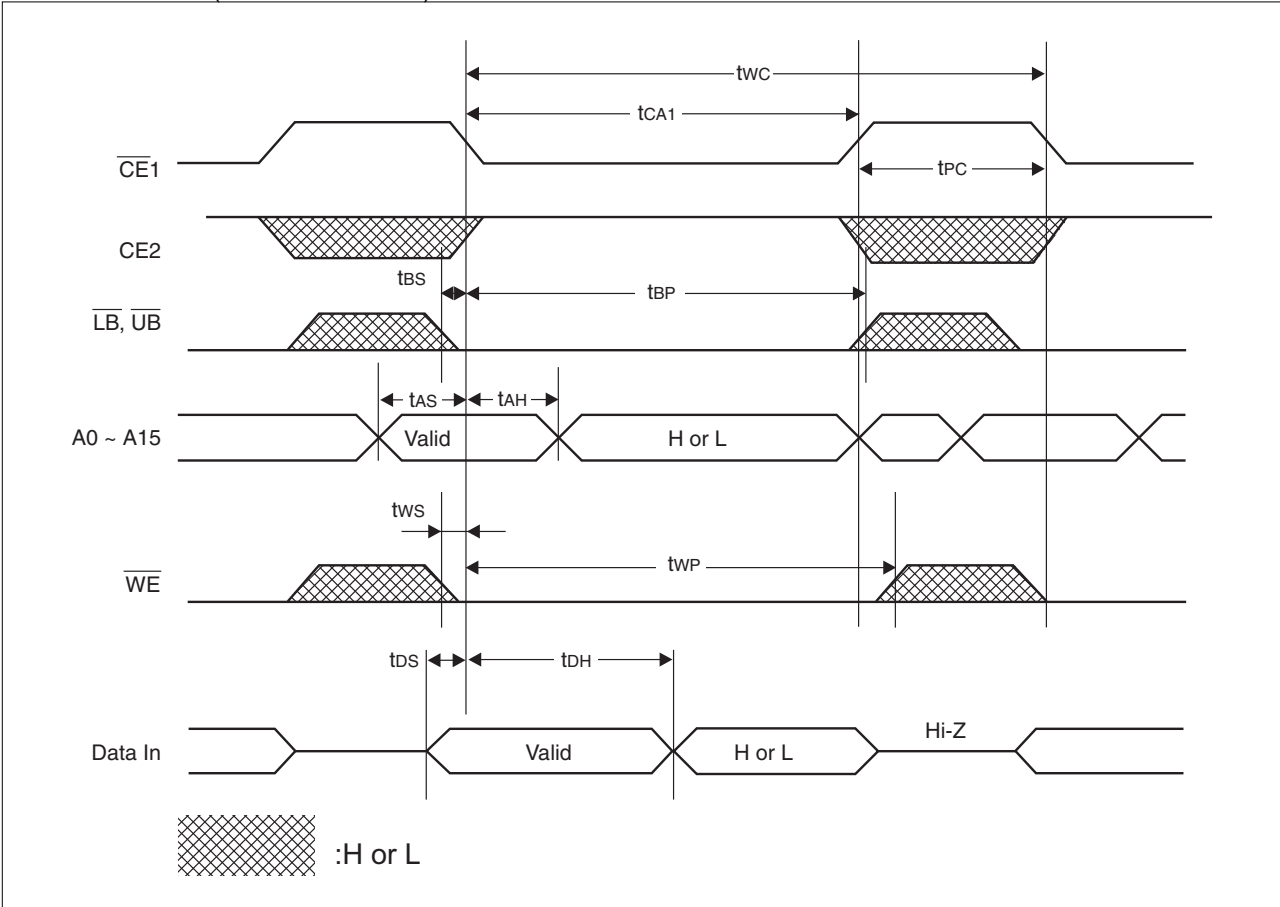 tWC
tCA1
CE1
tPC
CE2
tBS
tBP
LB, UB
tAS
tAH
A0 ~ A15
Valid
H or L
tWS
tWP
WE
tDS
tDH
Data In
Valid
H or L
Hi-Z
:H or L